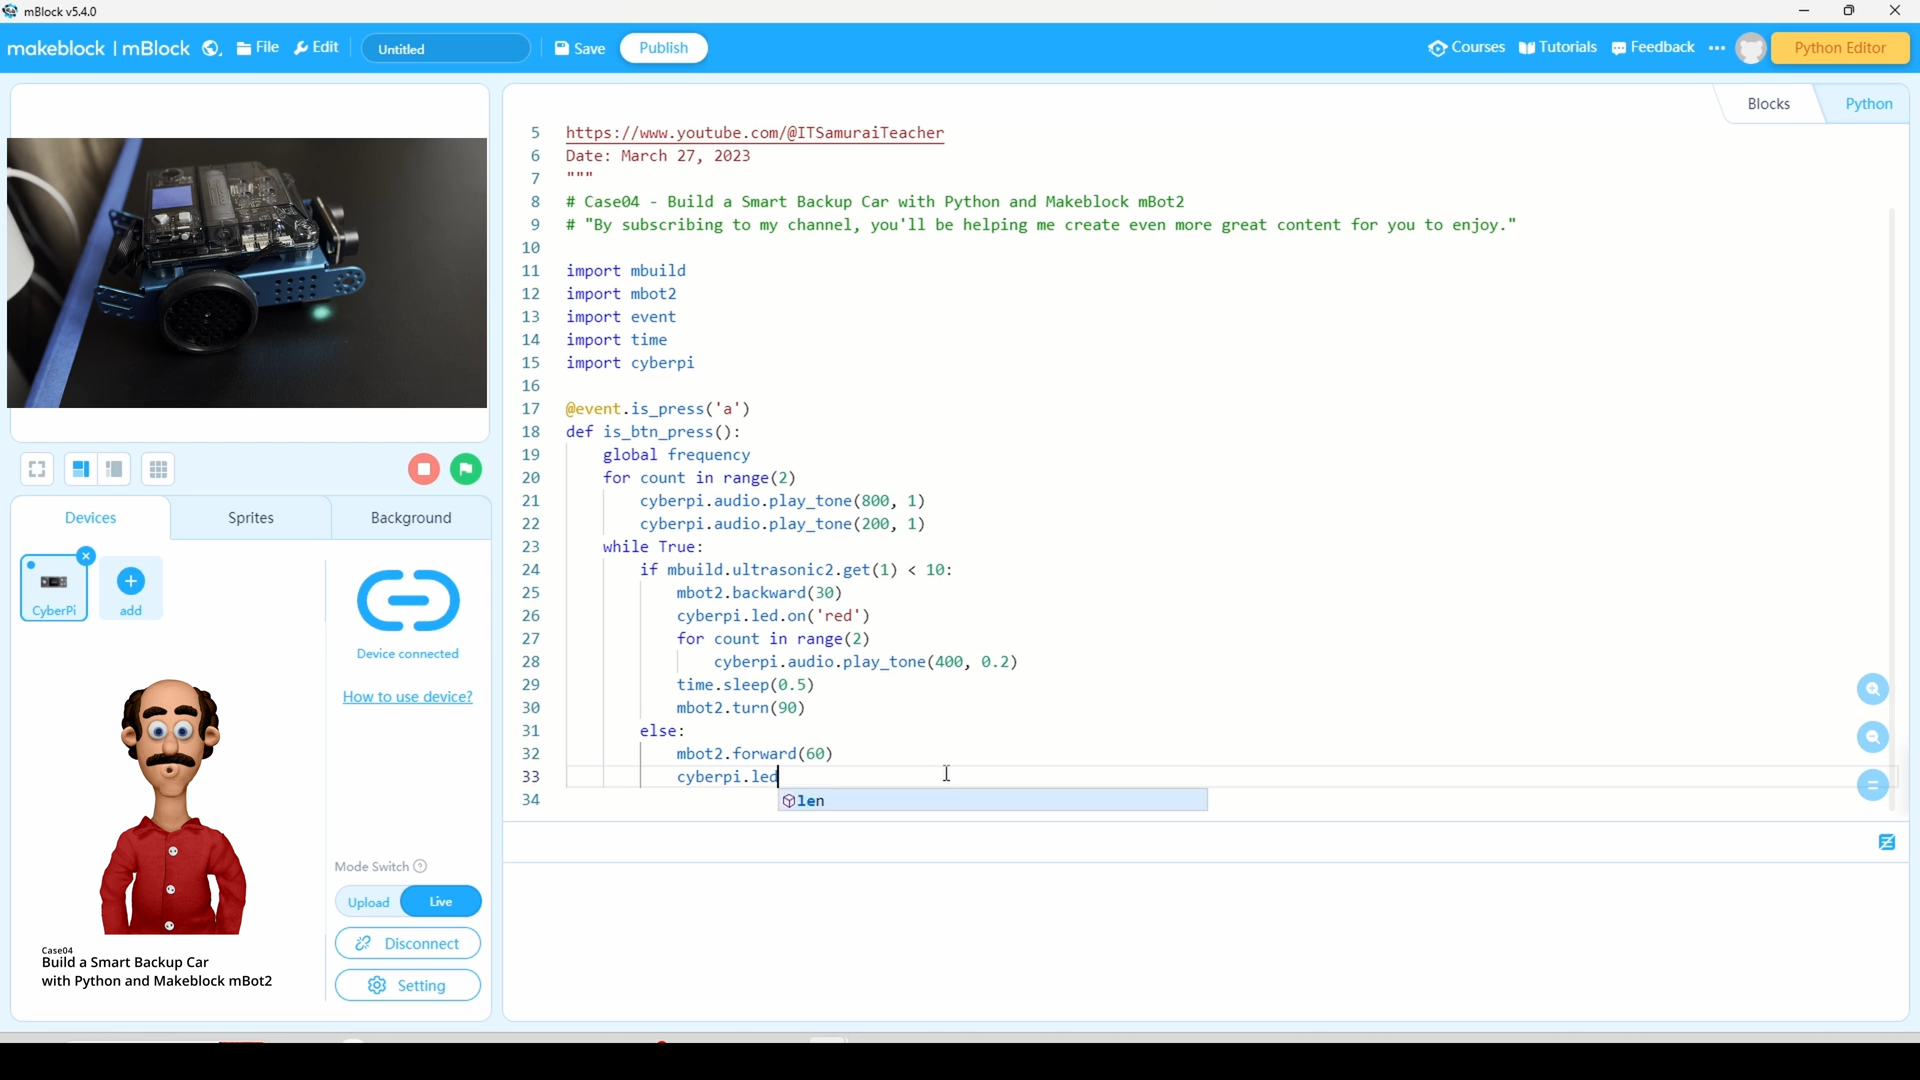 mBlock v5.4.0
makeblock | mBlock File Edit Untitled Save Publish Courses Tutorials Feedback Python Editor
Blocks Python
5 https://www.youtube.com/@ITSamuraiTeacher
6 Date: March 27, 2023
7 """
8 # Case04 - Build a Smart Backup Car with Python and Makeblock mBot2
9 # "By subscribing to my channel, you'll be helping me create even more great content for you to enjoy."
10
11 import mbuild
12 import mbot2
13 import event
14 import time
15 import cyberpi
16
17 @event.is_press('a')
18 def is_btn_press():
19 global frequency
20 for count in range(2)
21 cyberpi.audio.play_tone(800, 1)
22 cyberpi.audio.play_tone(200, 1)
23 while True:
24 if mbuild.ultrasonic2.get(1) < 10:
25 mbot2.backward(30)
26 cyberpi.led.on('red')
27 for count in range(2)
28 cyberpi.audio.play_tone(400, 0.2)
29 time.sleep(0.5)
30 mbot2.turn(90)
31 else:
32 mbot2.forward(60)
33 cyberpi.led
34
len
Devices Sprites Background
CyberPi add
Device connected
How to use device?
Mode Switch ?
Upload Live
Disconnect
Setting
Case04
Build a Smart Backup Car
with Python and Makeblock mBot2